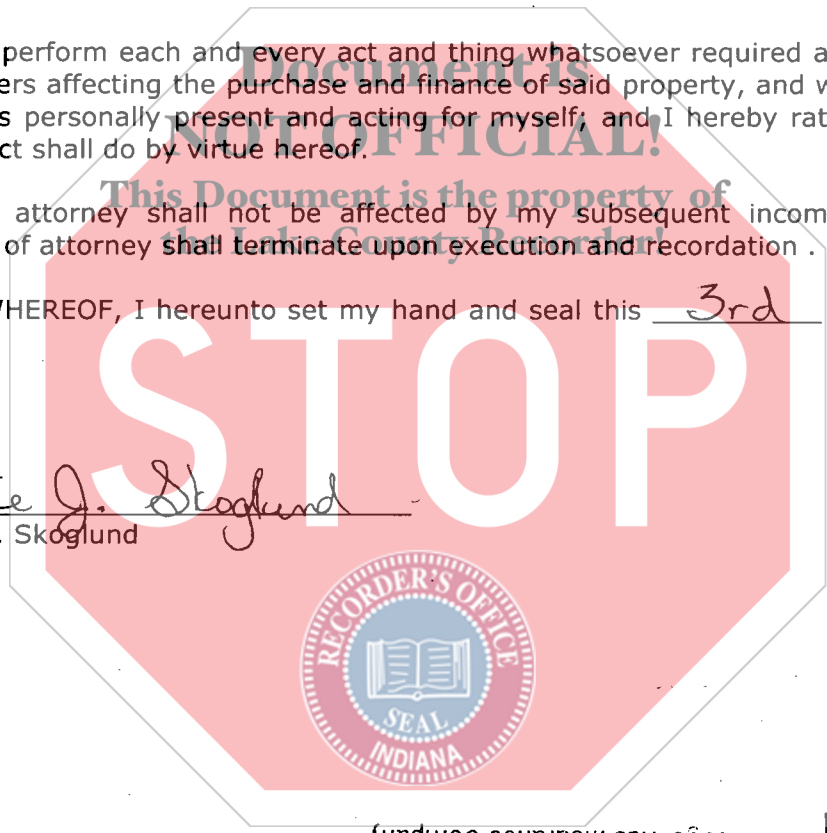 perform each and every act and thing whatsoever required a
ers affecting the purchase and finance of said property, and w
s personally present and acting for myself; and I hereby rat
ct shall do by virtue hereof.
attorney shall not be affected by my subsequent incom
of attorney shall terminate upon execution and recordation .
WHEREOF, I hereunto set my hand and seal this 3rd
J. Skoglund
. Skoglund
Document is
NOT OFFICIAL!
This Document is the property of
the Lake County Recorder!
STOP
RECORDER'S OFFICE
SEAL
INDIANA